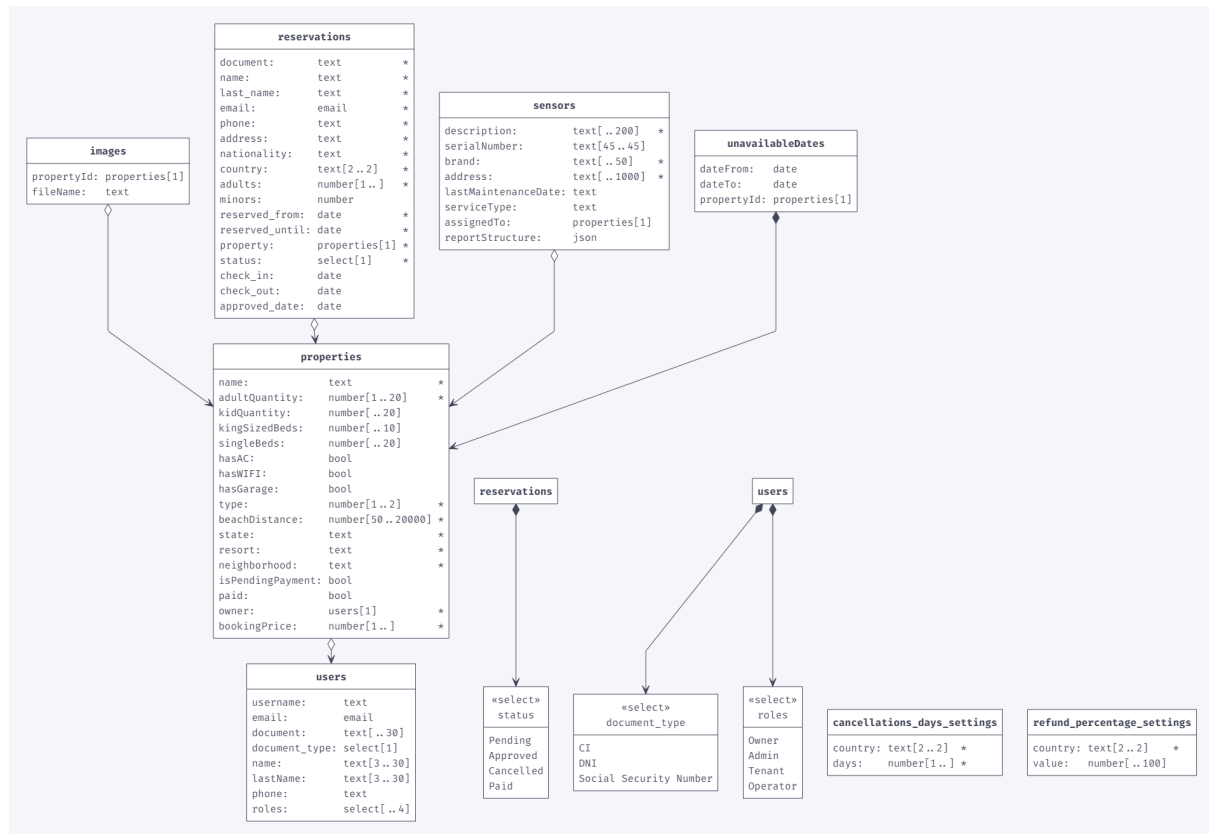 reservations
document: text *
name: text *
last_name: text *
email: email *
phone: text *
address: text *
nationality: text *
country: text[2..2] *
adults: number[1..] *
minors: number
reserved_from: date *
reserved_until: date *
property: properties[1] *
status: select[1] *
check_in: date
check_out: date
approved_date: date
sensors
description: text[..200] *
serialNumber: text[45..45]
brand: text[..50] *
address: text[..1000] *
lastMaintenanceDate: text
serviceType: text
assignedTo: properties[1]
reportStructure: json
unavailableDates
dateFrom: date
dateTo: date
propertyId: properties[1]
images
propertyId: properties[1]
fileName: text
properties
name: text *
adultQuantity: number[1..20] *
kidQuantity: number[..20]
kingSizedBeds: number[..10]
singleBeds: number[..20]
hasAC: bool
hasWIFI: bool
hasGarage: bool
type: number[1..2] *
beachDistance: number[50..20000] *
state: text *
resort: text *
neighborhood: text *
isPendingPayment: bool
paid: bool
owner: users[1] *
bookingPrice: number[1..] *
reservations
users
users
username: text
email: email
document: text[..30]
document_type: select[1]
name: text[3..30]
lastName: text[3..30]
phone: text
roles: select[..4]
«select»
status
Pending
Approved
Cancelled
Paid
«select»
document_type
CI
DNI
Social Security Number
«select»
roles
Owner
Admin
Tenant
Operator
cancellations_days_settings
country: text[2..2] *
days: number[1..] *
refund_percentage_settings
country: text[2..2] *
value: number[..100]